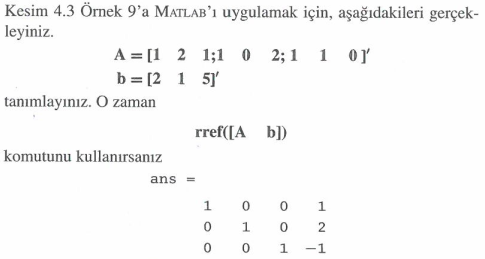 Kesim 4.3 Örnek 9'a MATLAB'ı uygulamak için, aşağıdakileri gerçek-
leyiniz.
A = [1 2 1;1 0 2; 1 1 0]′
b = [2 1 5]′
tanımlayınız. O zaman
rref([A b])
komutunu kullanırsanız
ans =
1 0 0 1
0 1 0 2
0 0 1 −1